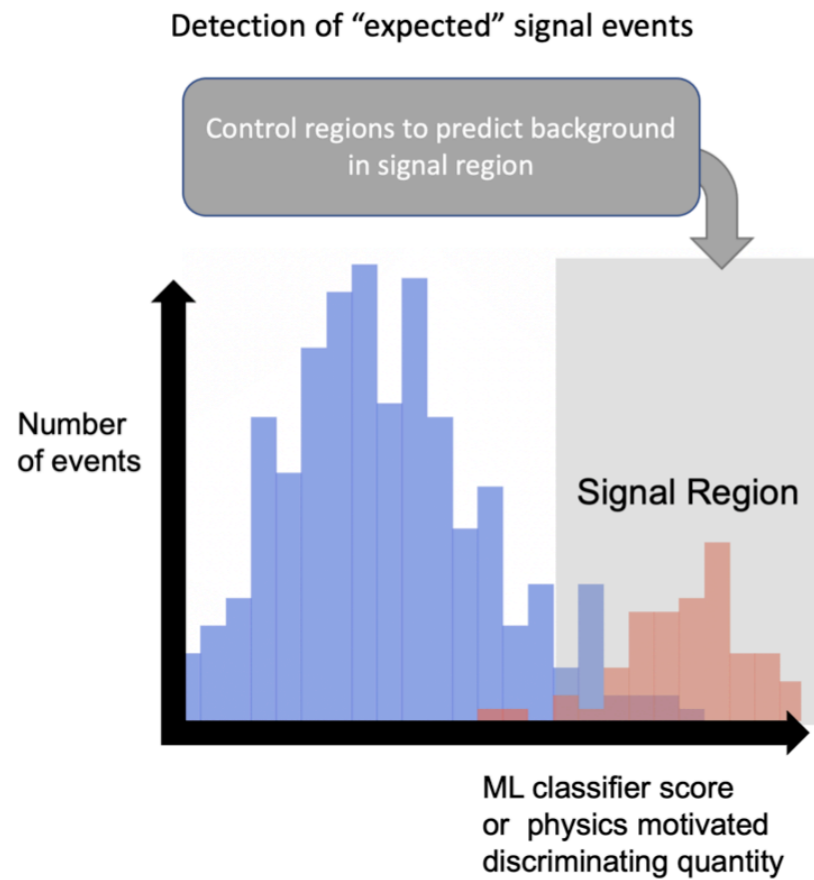 Detection of “expected” signal events
Control regions to predict background
in signal region
Number
of events
Signal Region
ML classifier score
or physics motivated
discriminating quantity